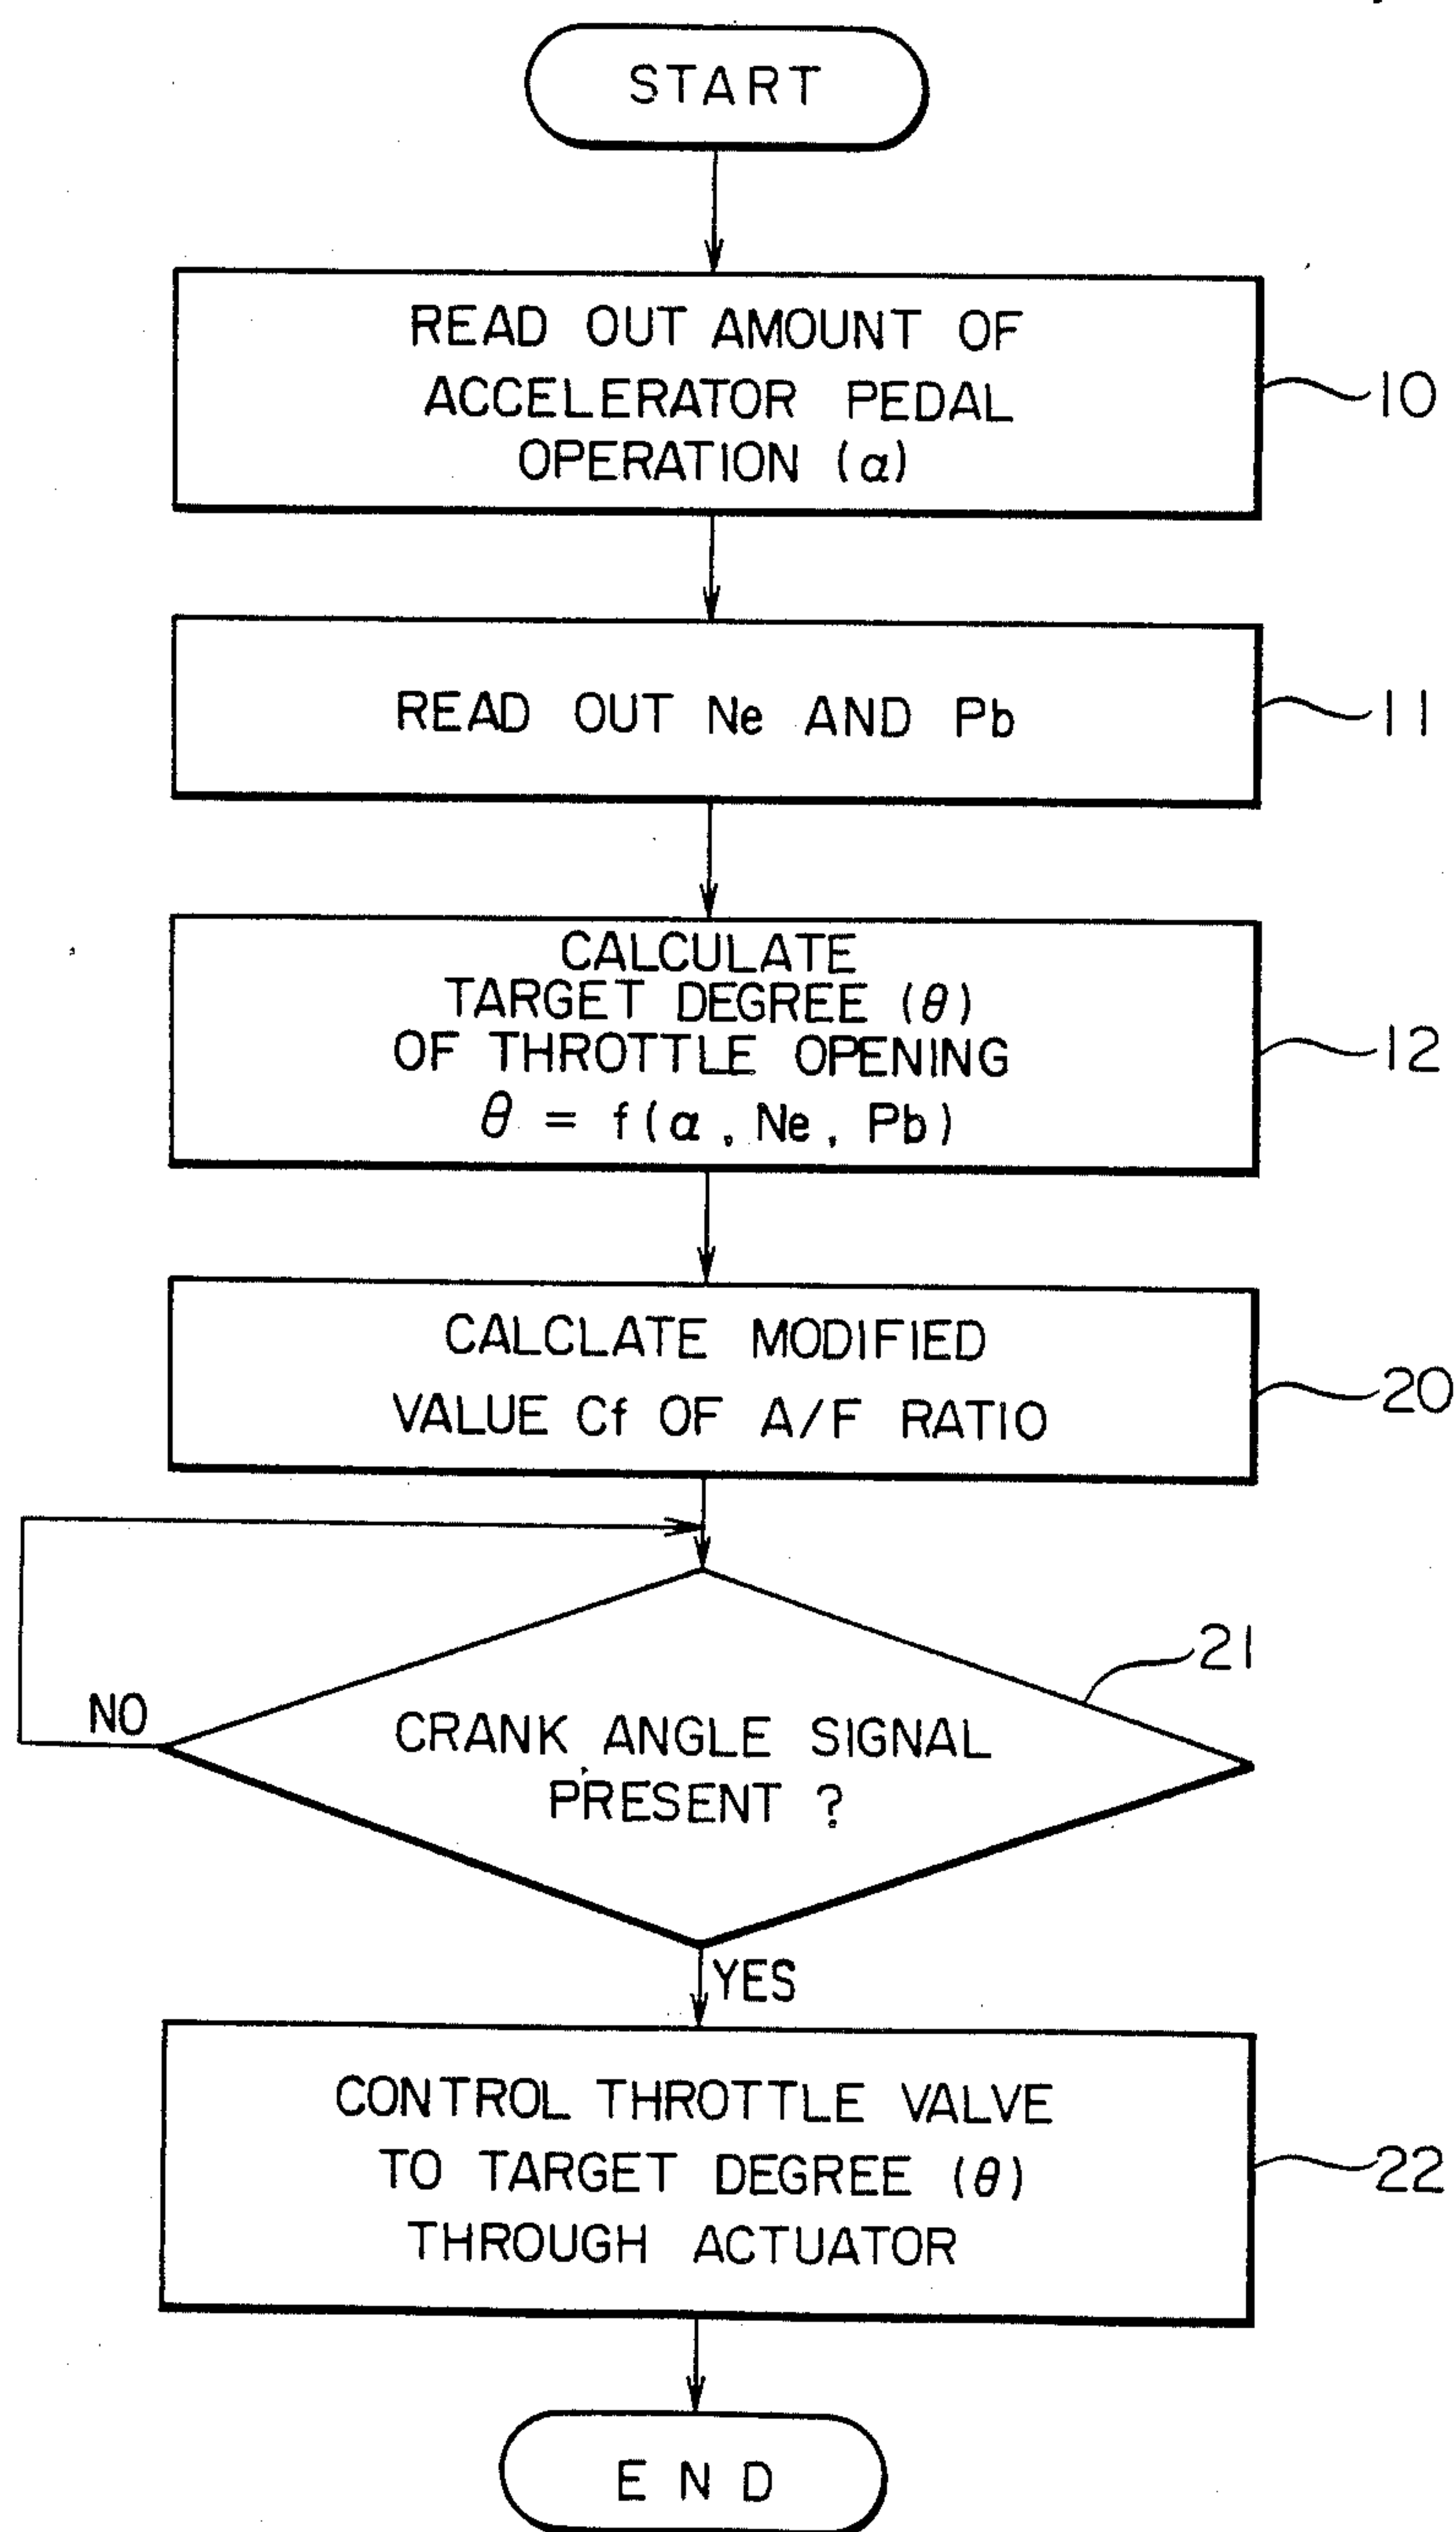 START
READ OUT AMOUNT OF
ACCELERATOR PEDAL
OPERATION (α)
10
READ OUT Ne AND Pb
11
CALCULATE
TARGET DEGREE (θ)
OF THROTTLE OPENING
θ = f(α, Ne, Pb)
12
CALCLATE MODIFIED
VALUE Cf OF A/F RATIO
20
21
NO
CRANK ANGLE SIGNAL
PRESENT ?
YES
CONTROL THROTTLE VALVE
TO TARGET DEGREE (θ)
THROUGH ACTUATOR
22
END